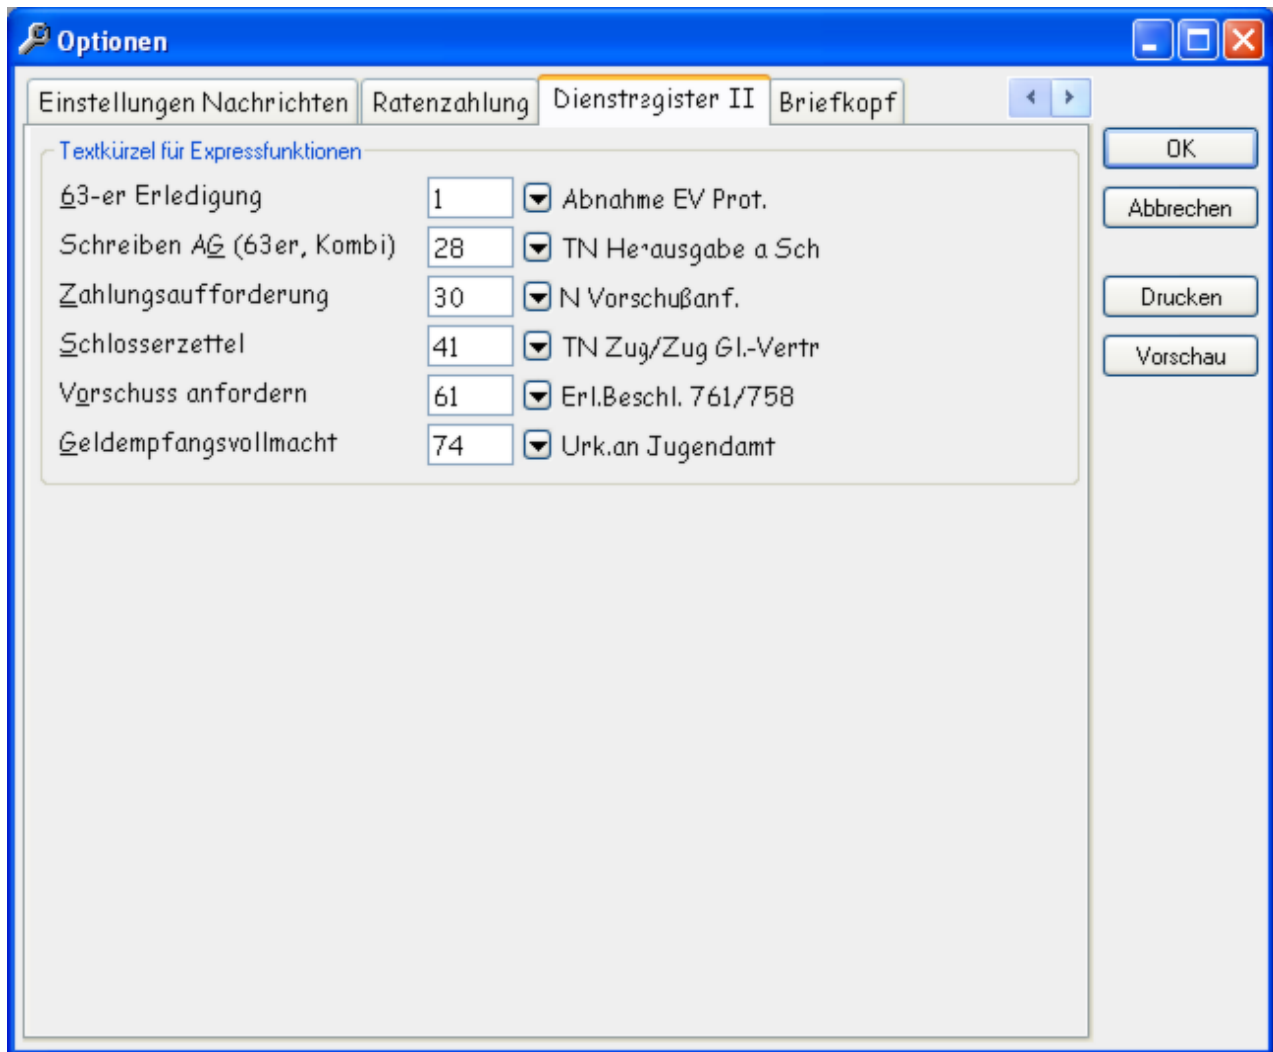 Optionen
Einstellungen Nachrichten Ratenzahlung Dienstregister II Briefkopf
Textkürzel für Expressfunktionen
63-er Erledigung 1 Abnahme EV Prot.
Schreiben AG (63er, Kombi) 28 TN Herausgabe a Sch
Zahlungsaufforderung 30 N Vorschußanf.
Schlosserzettel 41 TN Zug/Zug Gl.-Vertr
Vorschuss anfordern 61 Erl.Beschl. 761/758
Geldempfangsvollmacht 74 Urk.an Jugendamt
OK
Abbrechen
Drucken
Vorschau